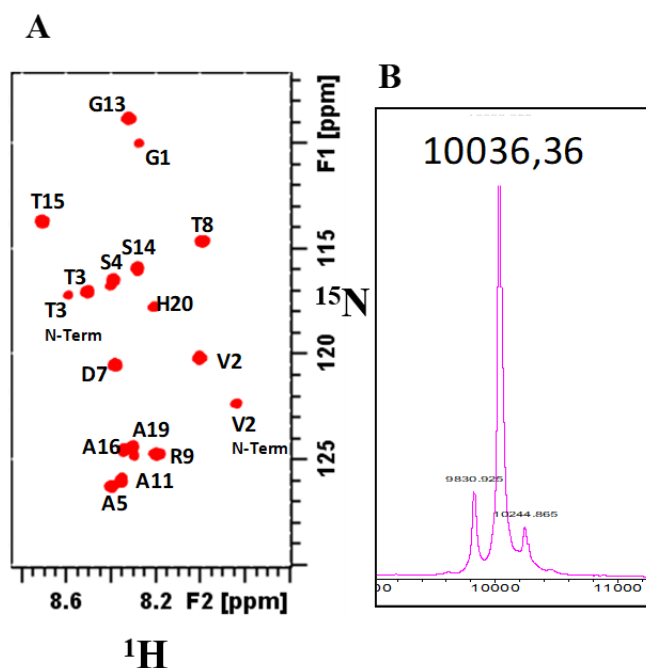 A
G13
G1
T15
T8
S14
S4
T3
T3
N-Term
H20
V2
D7
V2
N-Term
A19
A16
R9
A11
A5
115
120
125
F1 [ppm]
15N
8.6
8.2
F2 [ppm]
1H
B
10036,36
9830.925
10244.865
10000
11000